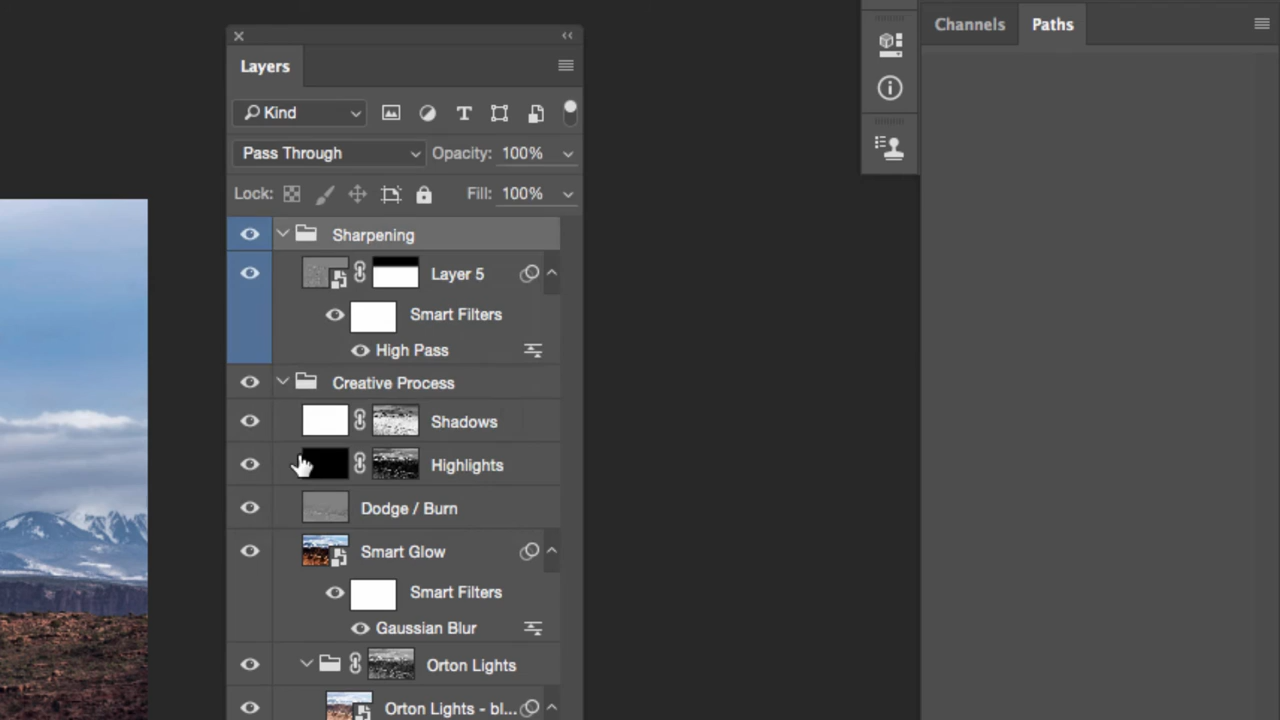 Channels
Paths
Layers
Kind
Pass Through
Opacity: 100%
Lock:
Fill: 100%
Sharpening
Layer 5
Smart Filters
High Pass
Creative Process
Shadows
Highlights
Dodge / Burn
Smart Glow
Smart Filters
Gaussian Blur
Orton Lights
Orton Lights - bl...